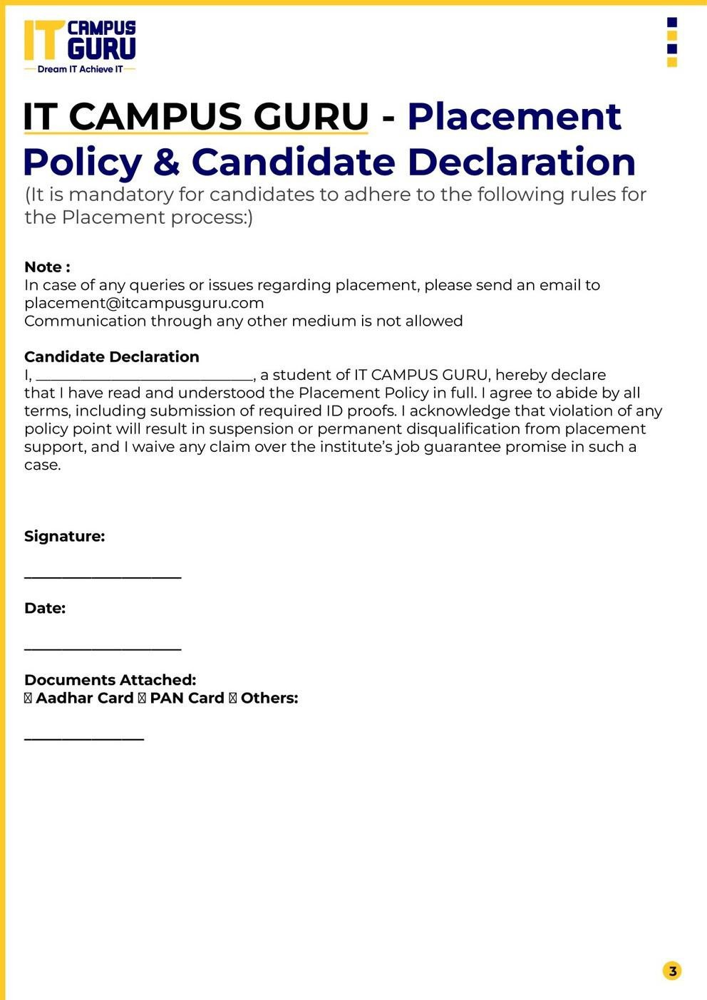 IT CAMPUS
GURU
Dream IT Achieve IT
IT CAMPUS GURU - Placement
Policy & Candidate Declaration
(It is mandatory for candidates to adhere to the following rules for
the Placement process:)
Note :
In case of any queries or issues regarding placement, please send an email to
placement@itcampusguru.com
Communication through any other medium is not allowed
Candidate Declaration
I, _____________________________, a student of IT CAMPUS GURU, hereby declare
that I have read and understood the Placement Policy in full. I agree to abide by all
terms, including submission of required ID proofs. I acknowledge that violation of any
policy point will result in suspension or permanent disqualification from placement
support, and I waive any claim over the institute’s job guarantee promise in such a
case.
Signature:
_____________________
Date:
_____________________
Documents Attached:
☒ Aadhar Card ☒ PAN Card ☒ Others:
________________
3